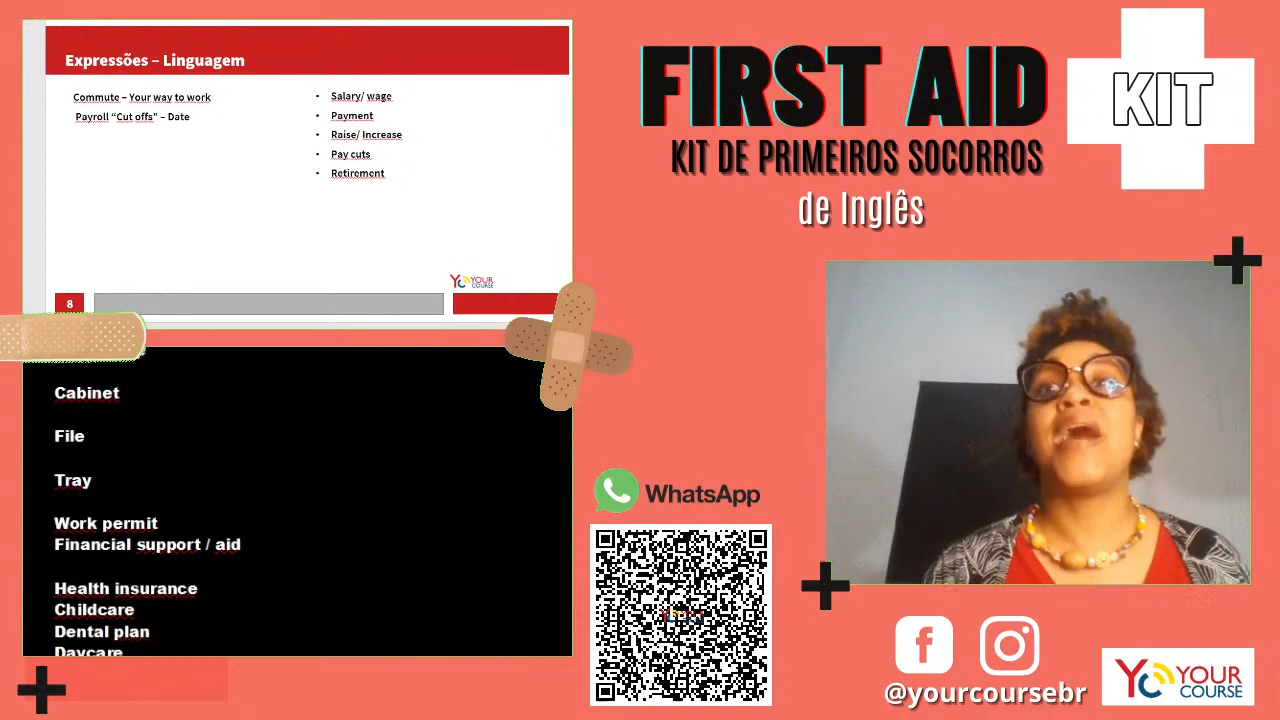 Expressões – Linguagem
Commute – Your way to work
Payroll “Cut offs” – Date
• Salary/ wage
• Payment
• Raise/ Increase
• Pay cuts
• Retirement
YC YOUR
COURSE
8
Cabinet
File
Tray
Work permit
Financial support / aid
Health insurance
Childcare
Dental plan
Daycare
FIRST AID
KIT
KIT DE PRIMEIROS SOCORROS
de Inglês
WhatsApp
@yourcoursebr
YC YOUR
COURSE